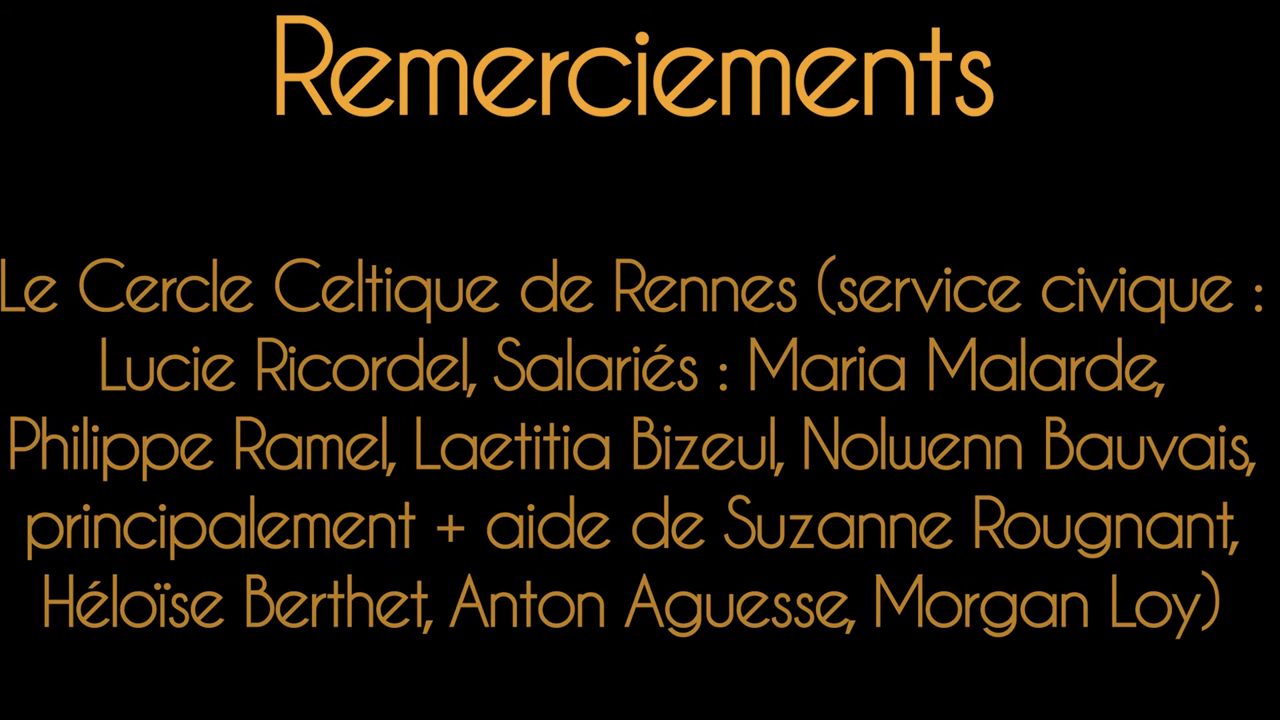 Remerciements
Le Cercle Celtique de Rennes (service civique :
Lucie Ricordel, Salariés : Maria Malarde,
Philippe Ramel, Laetitia Bizeul, Nolwenn Bauvais,
principalement + aide de Suzanne Rougnant,
Héloïse Berthet, Anton Aguesse, Morgan Loy)